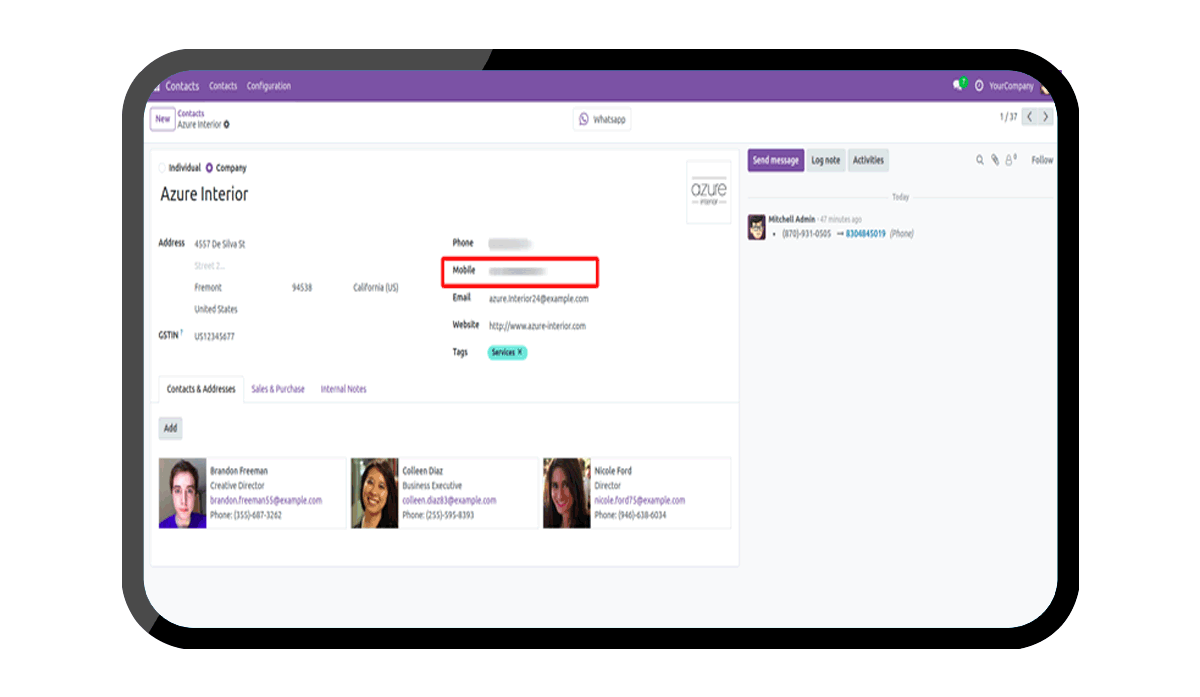 Contacts Contacts Configuration
7 YourCompany
New Contacts
Azure Interior
Whatsapp
1 / 37
Individual Company
Azure Interior
azure
interior
Address 4557 De Silva St
Street 2...
Fremont 94538 California (US)
United States
GSTIN ? US12345677
Phone
Mobile
Email azure.Interior24@example.com
Website http://www.azure-interior.com
Tags Services ✕
Contacts & Addresses Sales & Purchase Internal Notes
Add
Brandon Freeman
Creative Director
brandon.freeman55@example.com
Phone: (355)-687-3262
Colleen Diaz
Business Executive
colleen.diaz83@example.com
Phone: (255)-595-8393
Nicole Ford
Director
nicole.ford75@example.com
Phone: (946)-638-6034
Send message Log note Activities
0 Follow
Today
Mitchell Admin - 47 minutes ago
• (870)-931-0505 → 8304845019 (Phone)